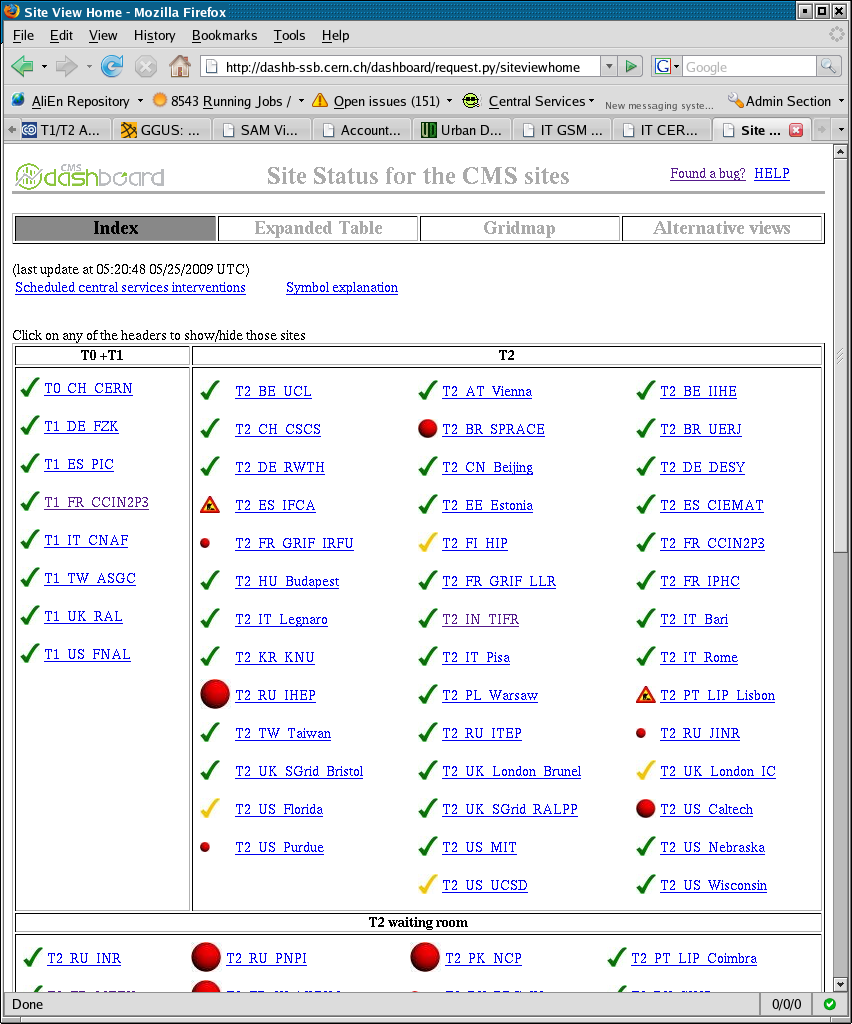 Site View Home - Mozilla Firefox
File Edit View History Bookmarks Tools Help
http://dashb-ssb.cern.ch/dashboard/request.py/siteviewhome G Google
AliEn Repository 8543 Running Jobs / Open issues (151) Central Services New messaging syste... Admin Section
T1/T2 A... GGUS: ... SAM Vi... Account... Urban D... IT GSM ... IT CER... Site ...
CMS dashboard Site Status for the CMS sites Found a bug? HELP
Index Expanded Table Gridmap Alternative views
(last update at 05:20:48 05/25/2009 UTC)
Scheduled central services interventions Symbol explanation
Click on any of the headers to show/hide those sites
T0 +T1 T2
T0 CH CERN T2 BE UCL T2 AT Vienna T2 BE IIHE
T1 DE FZK T2 CH CSCS T2 BR SPRACE T2 BR UERJ
T1 ES PIC T2 DE RWTH T2 CN Beijing T2 DE DESY
T1 FR CCIN2P3 T2 ES IFCA T2 EE Estonia T2 ES CIEMAT
T1 IT CNAF T2 FR GRIF IRFU T2 FI HIP T2 FR CCIN2P3
T1 TW ASGC T2 HU Budapest T2 FR GRIF LLR T2 FR IPHC
T1 UK RAL T2 IT Legnaro T2 IN TIFR T2 IT Bari
T1 US FNAL T2 KR KNU T2 IT Pisa T2 IT Rome
T2 RU IHEP T2 PL Warsaw T2 PT LIP Lisbon
T2 TW Taiwan T2 RU ITEP T2 RU JINR
T2 UK SGrid Bristol T2 UK London Brunel T2 UK London IC
T2 US Florida T2 UK SGrid RALPP T2 US Caltech
T2 US Purdue T2 US MIT T2 US Nebraska
T2 US UCSD T2 US Wisconsin
T2 waiting room
T2 RU INR T2 RU PNPI T2 PK NCP T2 PT LIP Coimbra
Done 0/0/0